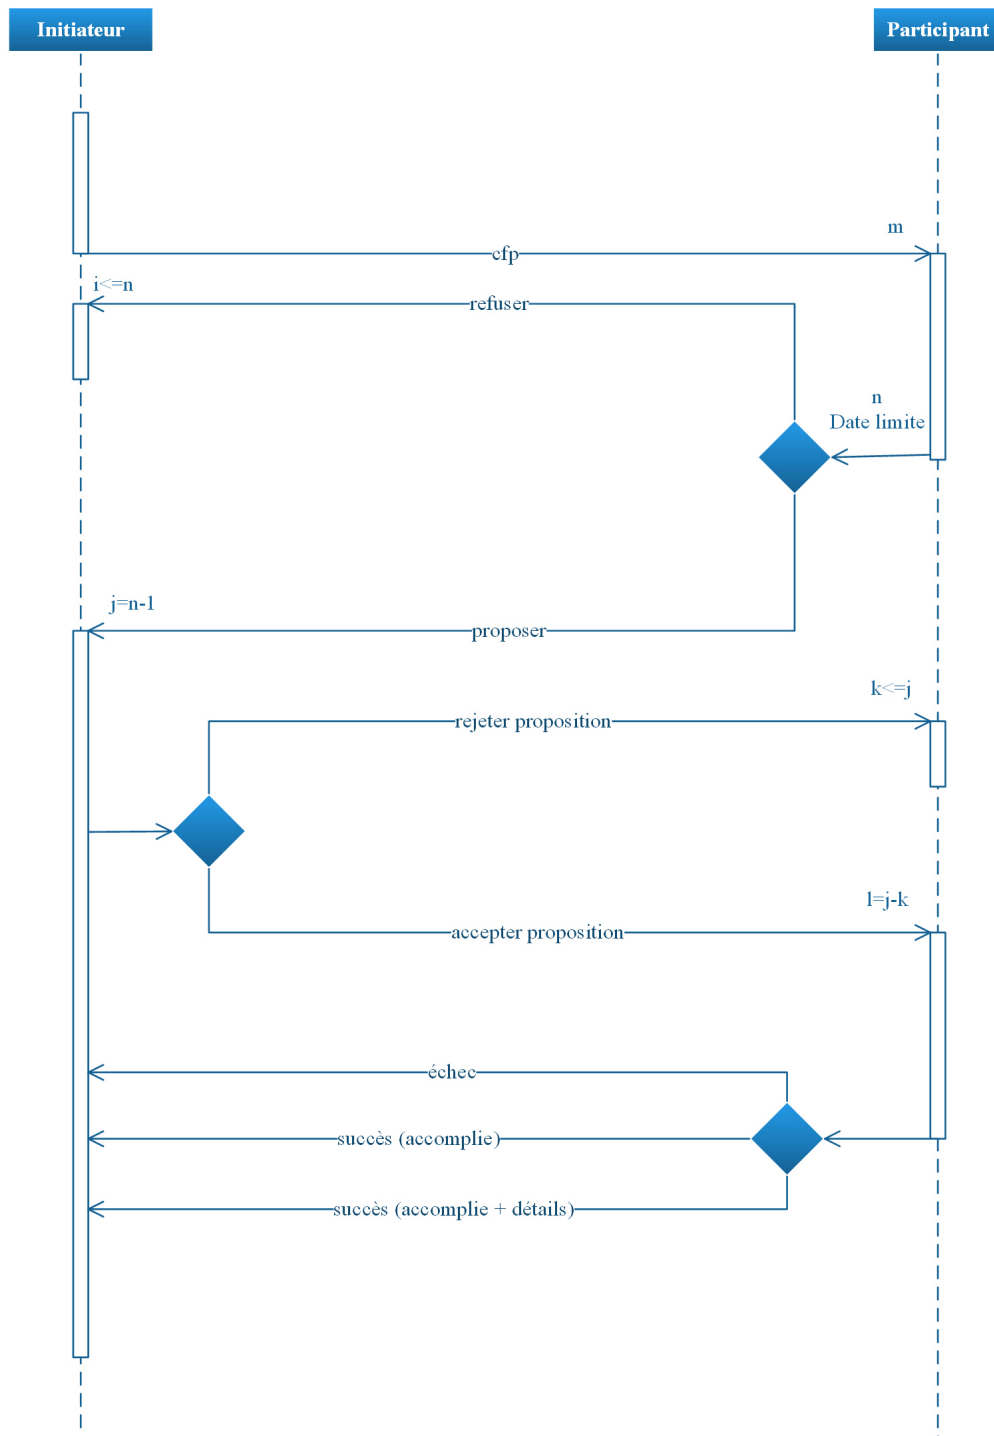 Initiateur
Participant
m
cfp
i<=n
refuser
n
Date limite
j=n-1
proposer
k<=j
rejeter proposition
l=j-k
accepter proposition
échec
succès (accomplie)
succès (accomplie + détails)